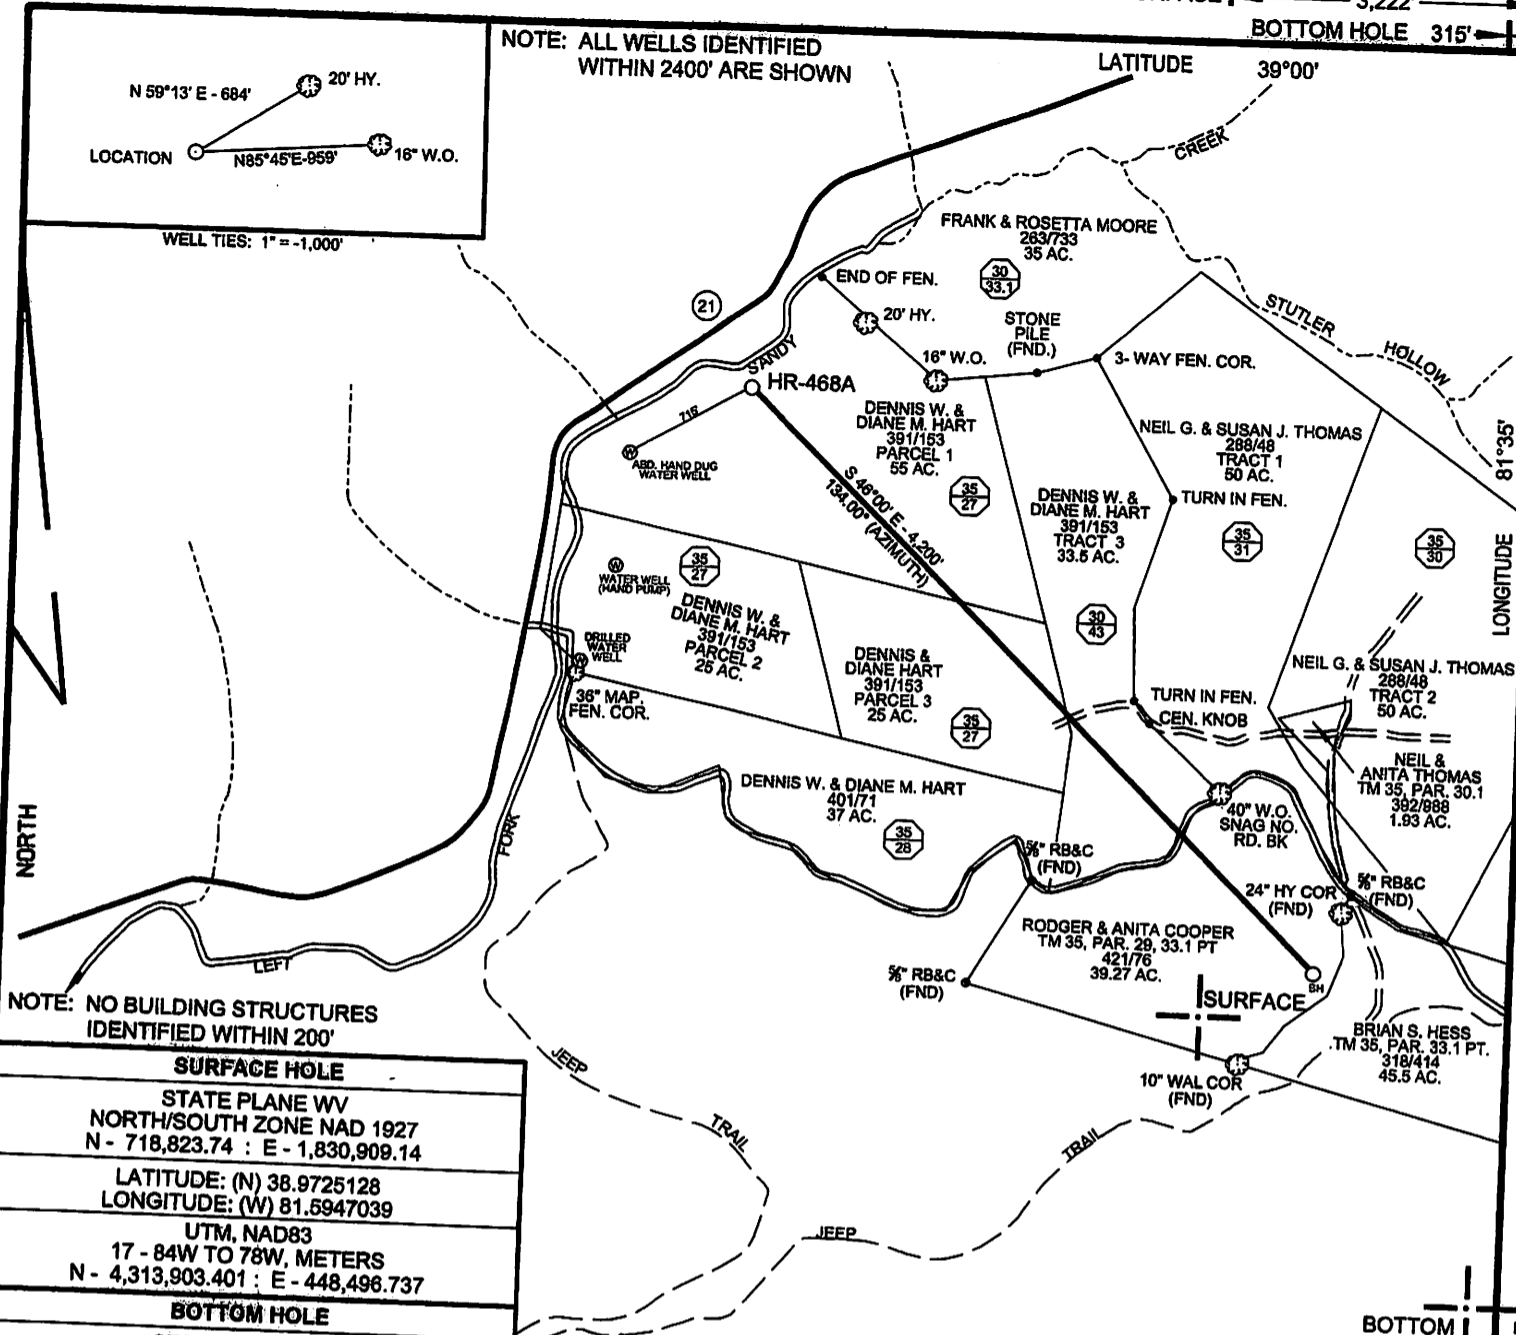 3,222'
BOTTOM HOLE 315'
NOTE: ALL WELLS IDENTIFIED
WITHIN 2400' ARE SHOWN
LATITUDE 39°00'
N 59°13' E - 684'
20' HY.
LOCATION
N85°45'E-959'
16" W.O.
WELL TIES: 1" = -1,000'
CREEK
FRANK & ROSETTA MOORE
263/733
35 AC.
30
33.1
END OF FEN.
21
20' HY.
STONE
PILE
(FND.)
STUTLER
HOLLOW
SANDY
16" W.O.
3- WAY FEN. COR.
HR-468A
716'
ABD. HAND DUG
WATER WELL
W
DENNIS W. &
DIANE M. HART
391/153
PARCEL 1
55 AC.
35
27
NEIL G. & SUSAN J. THOMAS
288/48
TRACT 1
50 AC.
81°35'
LONGITUDE
S 46°00' E - 4,200'
134.00° (AZIMUTH)
DENNIS W. &
DIANE M. HART
391/153
TRACT 3
33.5 AC.
TURN IN FEN.
35
31
35
30
W
WATER WELL
(HAND PUMP)
35
27
DENNIS W. &
DIANE M. HART
391/153
PARCEL 2
25 AC.
30
43
DRILLED
WATER
WELL
W
DENNIS &
DIANE HART
391/153
PARCEL 3
25 AC.
35
27
NEIL G. & SUSAN J. THOMAS
288/48
TRACT 2
50 AC.
36" MAP.
FEN. COR.
TURN IN FEN.
CEN. KNOB
NEIL &
ANITA THOMAS
TM 35, PAR. 30.1
392/988
1.93 AC.
DENNIS W. & DIANE M. HART
401/71
37 AC.
35
28
40" W.O.
SNAG NO.
RD. BK
NORTH
FORK
⅝" RB&C
(FND)
24" HY COR
(FND)
⅝" RB&C
(FND)
RODGER & ANITA COOPER
TM 35, PAR. 29, 33.1 PT
421/76
39.27 AC.
LEFT
⅝" RB&C
(FND)
BH
SURFACE
NOTE: NO BUILDING STRUCTURES
IDENTIFIED WITHIN 200'
BRIAN S. HESS
TM 35, PAR. 33.1 PT.
318/414
45.5 AC.
10" WAL COR
(FND)
JEEP
TRAIL
TRAIL
JEEP
SURFACE HOLE
STATE PLANE WV
NORTH/SOUTH ZONE NAD 1927
N - 718,823.74 : E - 1,830,909.14
LATITUDE: (N) 38.9725128
LONGITUDE: (W) 81.5947039
UTM, NAD83
17 - 84W TO 78W, METERS
N - 4,313,903.401 : E - 448,496.737
BOTTOM HOLE
BOTTOM